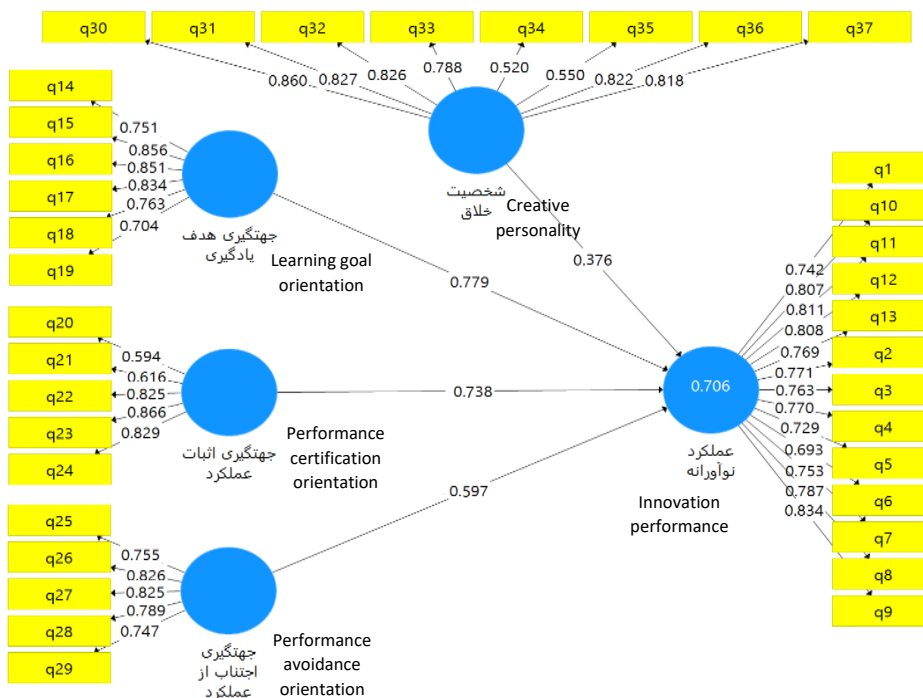 q30
q31
q32
q33
q34
q35
q36
q37
0.860
0.827
0.826
0.788
0.520
0.550
0.822
0.818
شخصیت
خلاق
Creative
personality
q14
q15
q16
q17
q18
q19
0.751
0.856
0.851
0.834
0.763
0.704
جهتگیری هدف
یادگیری
Learning goal
orientation
0.779
0.376
q20
q21
q22
q23
q24
0.594
0.616
0.825
0.866
0.829
جهتگیری اثبات
عملکرد
Performance
certification
orientation
0.738
q25
q26
q27
q28
q29
0.755
0.826
0.825
0.789
0.747
جهتگیری
اجتناب از
عملکرد
Performance
avoidance
orientation
0.597
0.706
عملکرد
نوآورانه
Innovation
performance
0.742
0.807
0.811
0.808
0.769
0.771
0.763
0.770
0.729
0.693
0.753
0.787
0.834
q1
q10
q11
q12
q13
q2
q3
q4
q5
q6
q7
q8
q9